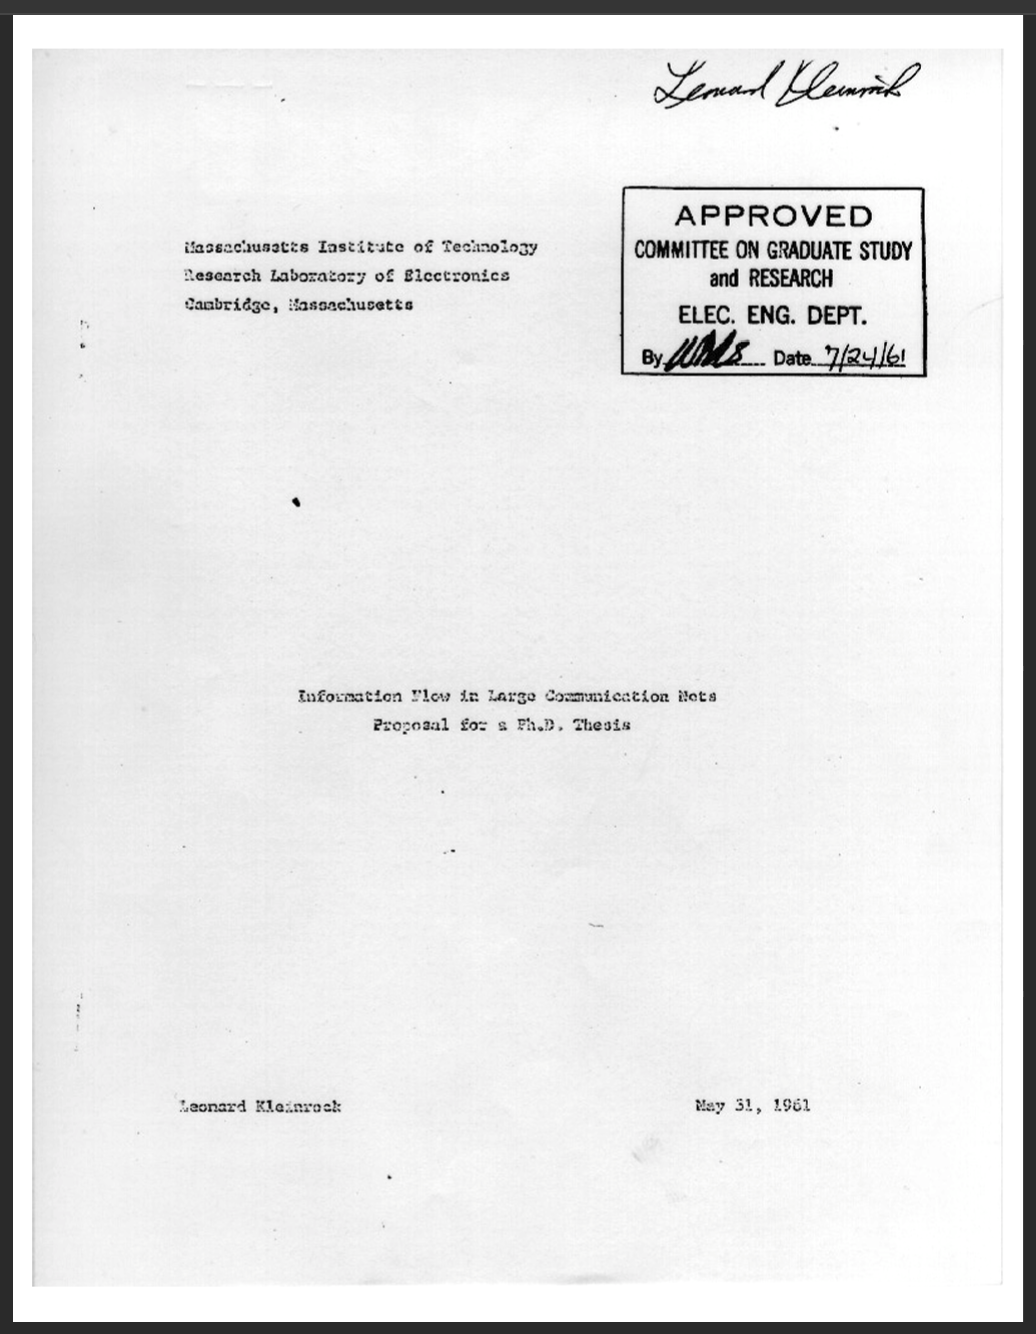 Leonard Kleinrock
APPROVED
COMMITTEE ON GRADUATE STUDY
and RESEARCH
ELEC. ENG. DEPT.
By Date 7/24/61
Massachusetts Institute of Technology
Research Laboratory of Electronics
Cambridge, Massachusetts
Information Flow in Large Communication Nets
Proposal for a Ph.D. Thesis
Leonard Kleinrock May 31, 1961